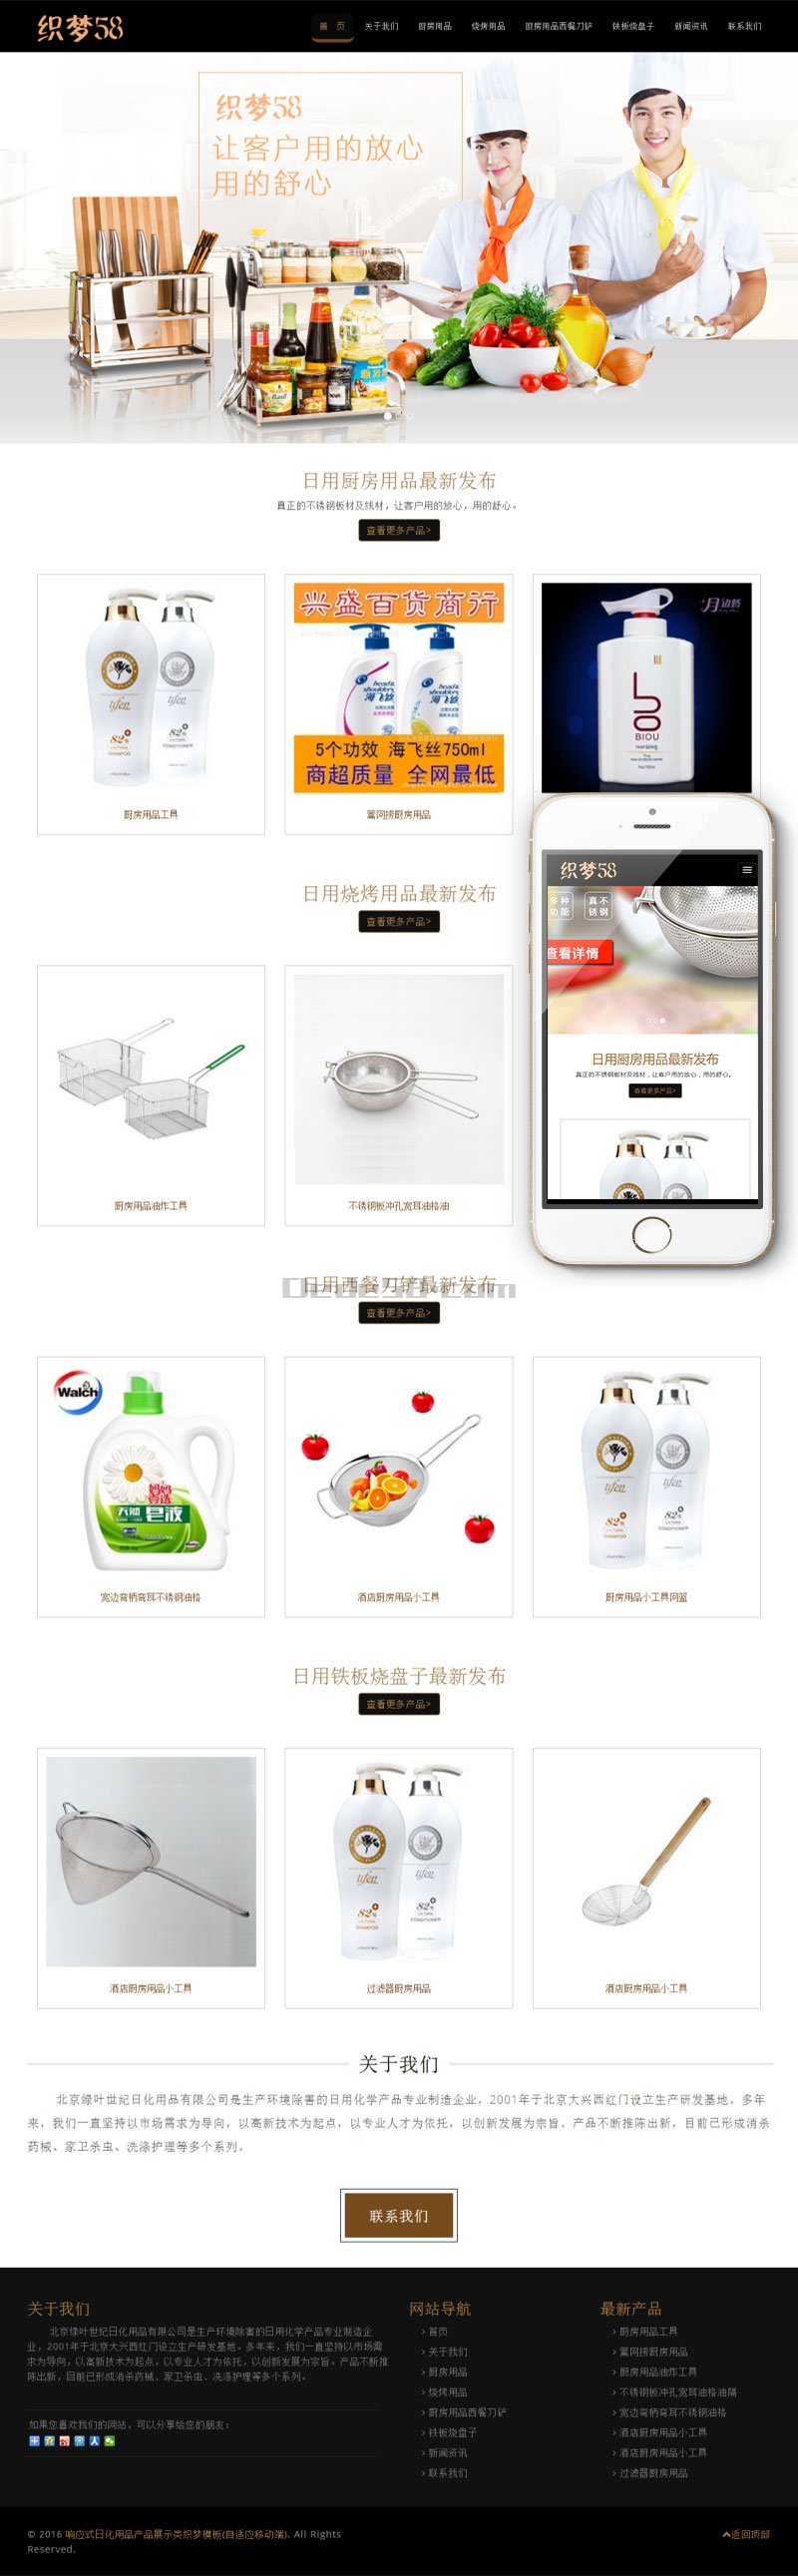 织梦58
首 页 关于我们 厨房用品 烧烤用品 厨房用品西餐刀铲 铁板烧盘子 新闻资讯 联系我们
织梦58
让客户用的放心
用的舒心
日用厨房用品最新发布
真正的不锈钢板材及线材，让客户用的放心，用的舒心。
查看更多产品>
兴盛百货商行
head&shoulders
海飞丝
5个功效 海飞丝750ml
商超质量 全网最低
月边桥
BIOU
tifen
82%
SHAMPOO
CONDITIONER
厨房用品工具
篱网捞厨房用品
织梦58
多种
功能
真不
锈钢
查看详情
日用厨房用品最新发布
真正的不锈钢板材及线材，让客户用的放心，用的舒心。
查看更多产品>
日用烧烤用品最新发布
查看更多产品>
厨房用品油炸工具
不锈钢板冲孔宽耳油格油
日用西餐刀铲最新发布
查看更多产品>
Walch
妈妈
皂液
tifen
82%
宽边弯柄弯耳不锈钢油格
酒店厨房用品小工具
厨房用品小工具网篮
日用铁板烧盘子最新发布
查看更多产品>
tifen
82%
酒店厨房用品小工具
过滤器厨房用品
酒店厨房用品小工具
关于我们
北京绿叶世纪日化用品有限公司是生产环境除害的日用化学产品专业制造企业，2001年于北京大兴西红门设立生产研发基地。多年
来，我们一直坚持以市场需求为导向，以高新技术为起点，以专业人才为依托，以创新发展为宗旨。产品不断推陈出新，目前已形成消杀
药械、家卫杀虫、洗涤护理等多个系列。
联系我们
关于我们
北京绿叶世纪日化用品有限公司是生产环境除害的日用化学产品专业制造企
业，2001年于北京大兴西红门设立生产研发基地。多年来，我们一直坚持以市场需
求为导向，以高新技术为起点，以专业人才为依托，以创新发展为宗旨。产品不断推
陈出新，目前已形成消杀药械、家卫杀虫、洗涤护理等多个系列。
如果您喜欢我们的网站，可以分享给您的朋友：
网站导航
> 首页
> 关于我们
> 厨房用品
> 烧烤用品
> 厨房用品西餐刀铲
> 铁板烧盘子
> 新闻资讯
> 联系我们
最新产品
> 厨房用品工具
> 篱网捞厨房用品
> 厨房用品油炸工具
> 不锈钢板冲孔宽耳油格油隔
> 宽边弯柄弯耳不锈钢油格
> 酒店厨房用品小工具
> 酒店厨房用品小工具
> 过滤器厨房用品
© 2016 响应式日化用品产品展示类织梦模板(自适应移动端). All Rights
Reserved.
返回顶部